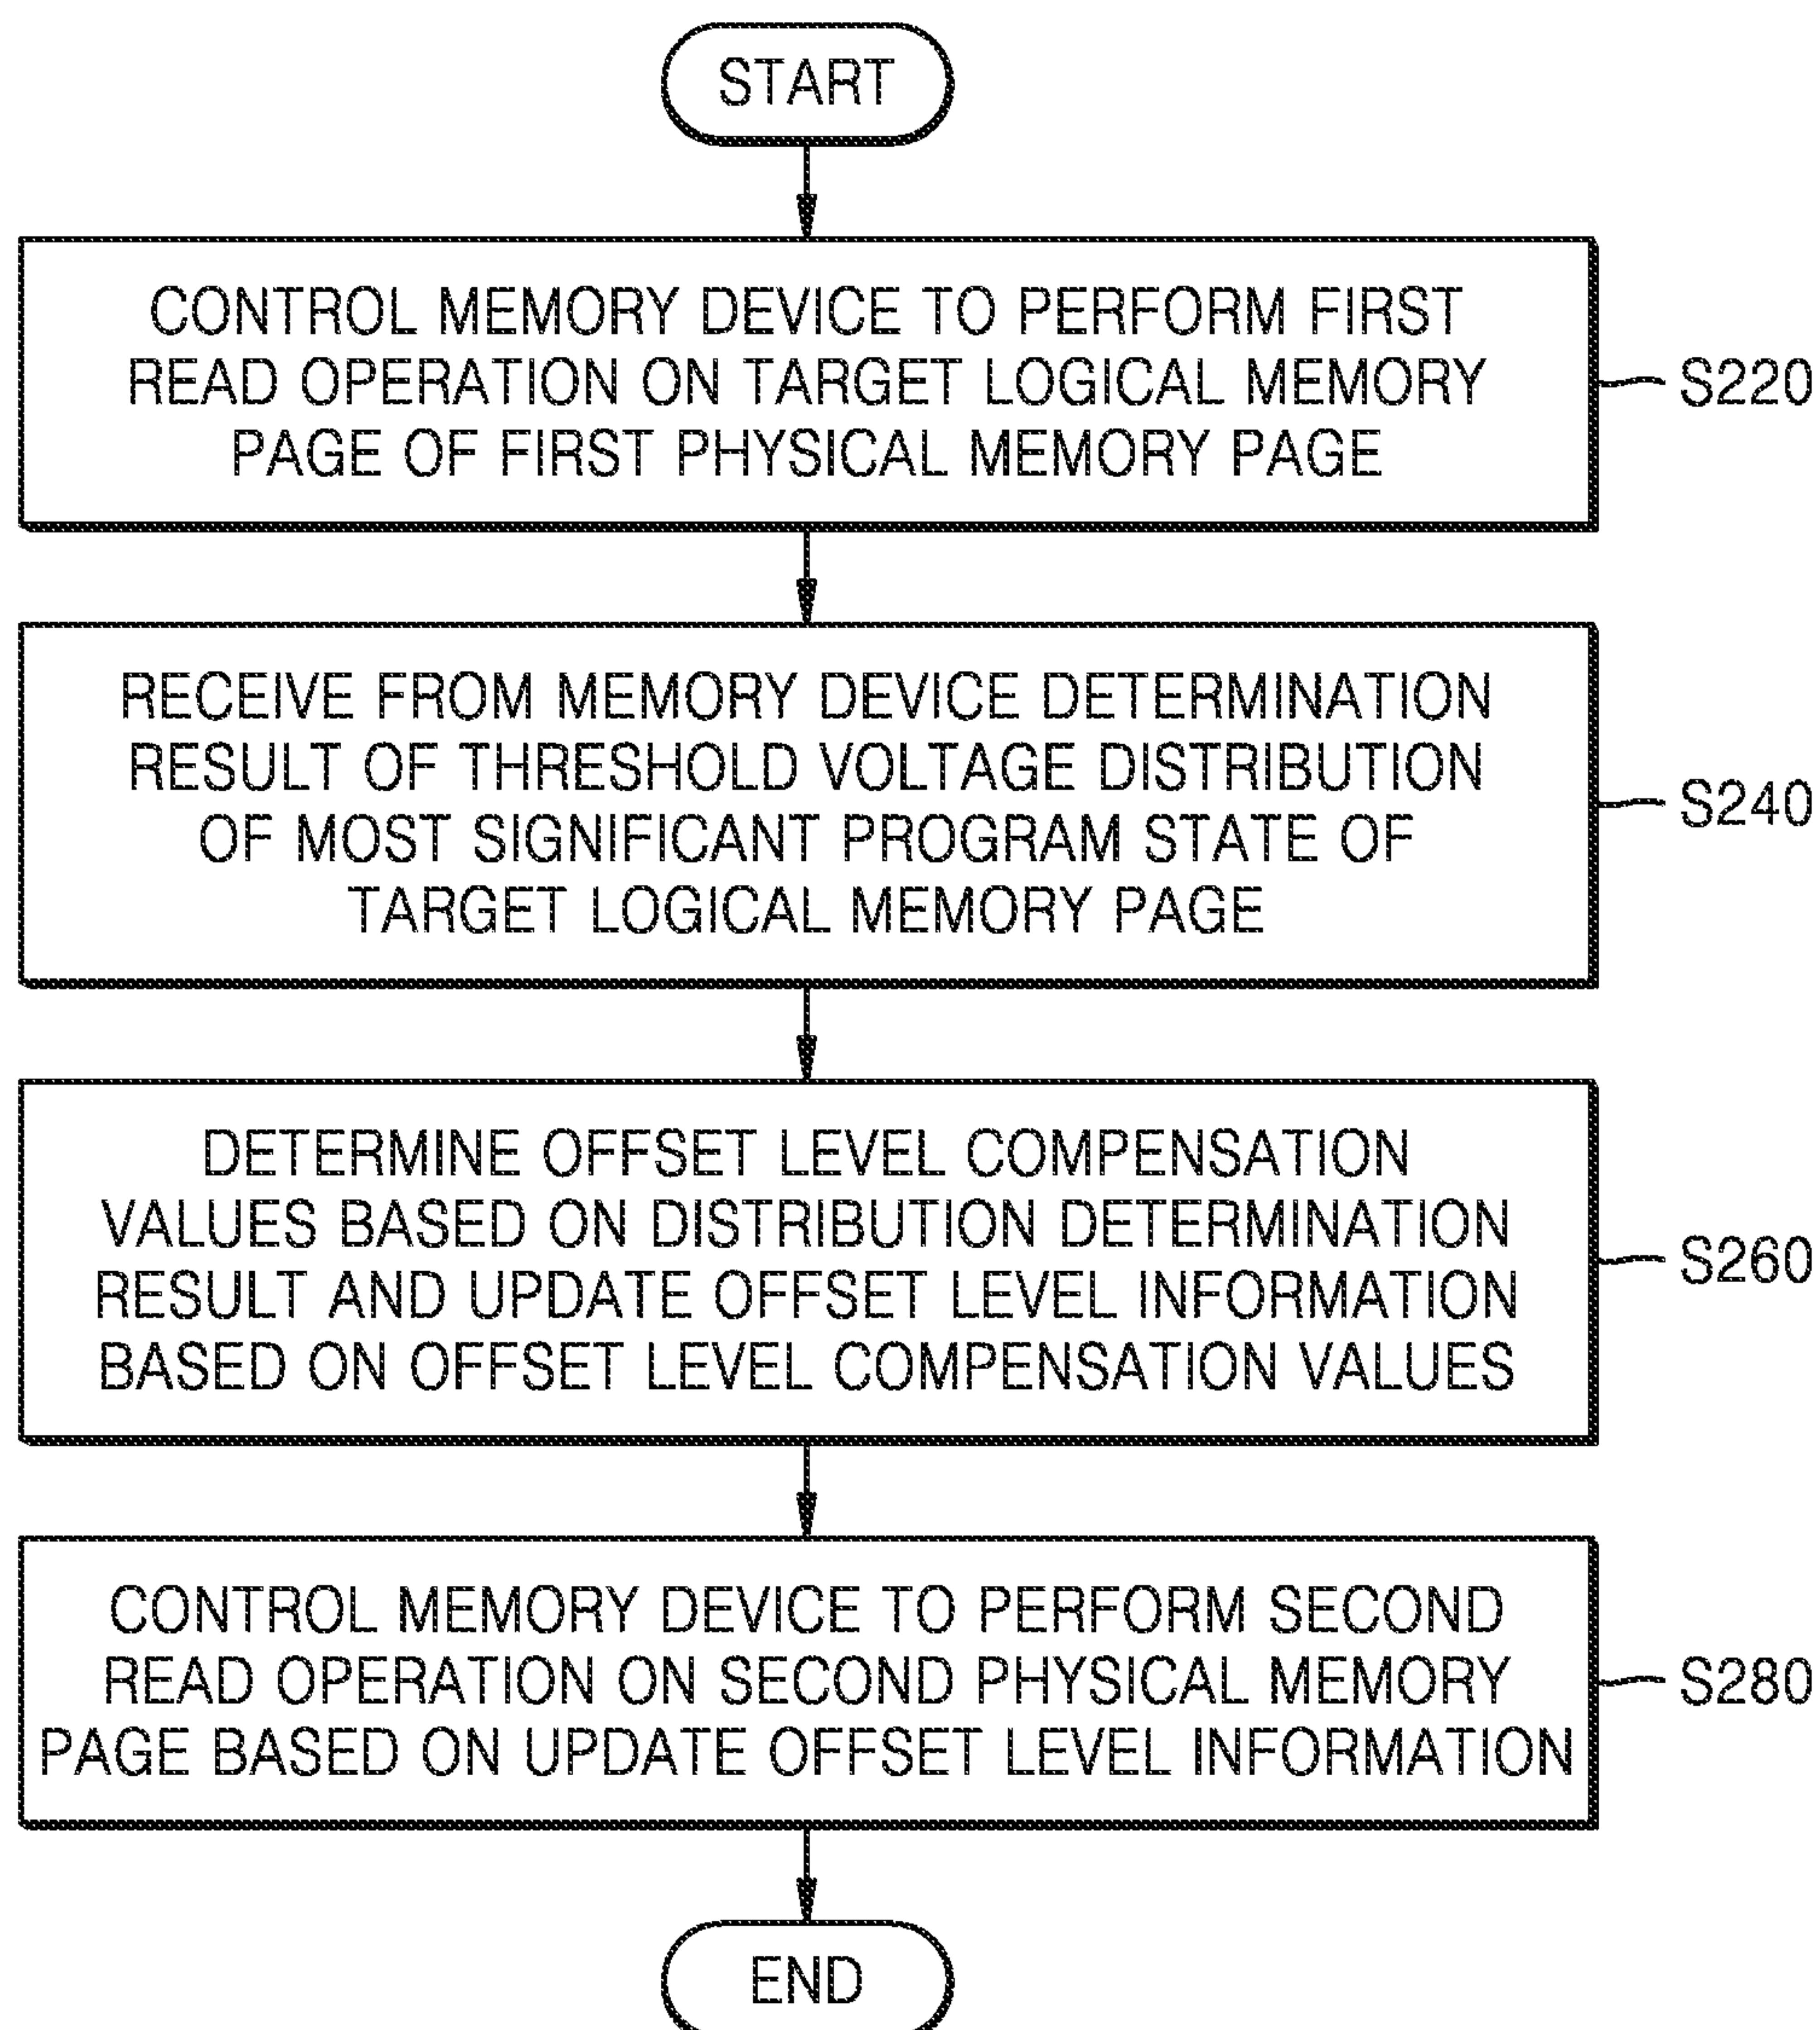 START
CONTROL MEMORY DEVICE TO PERFORM FIRST
READ OPERATION ON TARGET LOGICAL MEMORY
PAGE OF FIRST PHYSICAL MEMORY PAGE
S220
RECEIVE FROM MEMORY DEVICE DETERMINATION
RESULT OF THRESHOLD VOLTAGE DISTRIBUTION
OF MOST SIGNIFICANT PROGRAM STATE OF
TARGET LOGICAL MEMORY PAGE
S240
DETERMINE OFFSET LEVEL COMPENSATION
VALUES BASED ON DISTRIBUTION DETERMINATION
RESULT AND UPDATE OFFSET LEVEL INFORMATION
BASED ON OFFSET LEVEL COMPENSATION VALUES
S260
CONTROL MEMORY DEVICE TO PERFORM SECOND
READ OPERATION ON SECOND PHYSICAL MEMORY
PAGE BASED ON UPDATE OFFSET LEVEL INFORMATION
S280
END